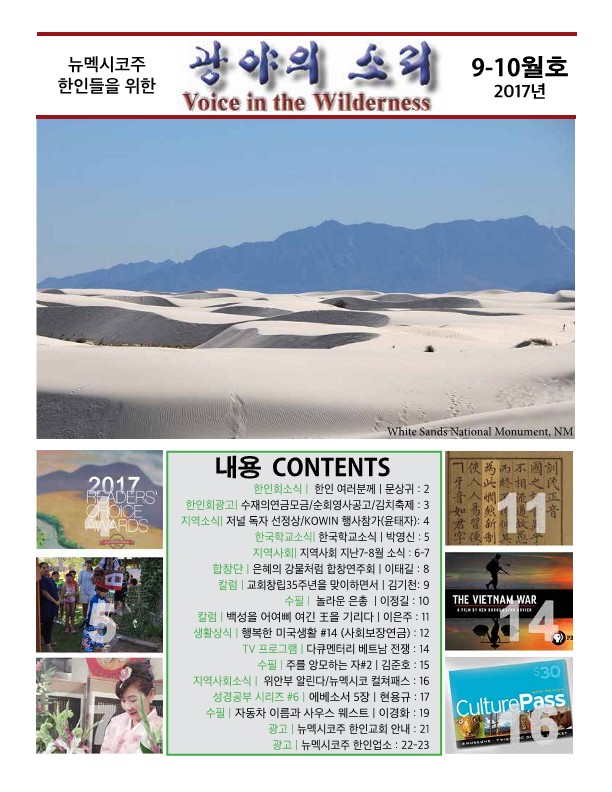 뉴멕시코주
한인들을 위한
광야의 소리
Voice in the Wilderness
9-10월호
2017년
White Sands National Monument, NM
2017
READERS'
CHOICE
AWARDS
5
7
내용 CONTENTS
한인회소식 | 한인 여러분께 | 문상귀 : 2
한인회광고| 수재의연금모금/순회영사공고/김치축제 : 3
지역소식| 저널 독자 선정상/KOWIN 행사참가(윤태자): 4
한국학교소식| 한국학교소식 | 박영신 : 5
지역사회| 지역사회 지난7-8월 소식 : 6-7
합창단 | 은혜의 강물처럼 합창연주회 | 이태길 : 8
칼럼 | 교회창립35주년을 맞이하면서 | 김기천: 9
수필 | 놀라운 은총 | 이정길 : 10
칼럼 | 백성을 어여삐 여긴 왕을 기리다 | 이은주 : 11
생활상식 | 행복한 미국생활 #14 (사회보장연금) : 12
TV 프로그램 | 다큐멘터리 베트남 전쟁 : 14
수필 | 주를 앙모하는 자#2 | 김준호 : 15
지역사회소식 | 위안부 알린다/뉴멕시코 컬쳐패스 : 16
성경공부 시리즈 #6 | 에베소서 5장 | 현용규 : 17
수필 | 자동차 이름과 사우스 웨스트 | 이경화 : 19
광고 | 뉴멕시코주 한인교회 안내 : 21
광고 | 뉴멕시코주 한인업소 : 22-23
11
THE VIETNAM WAR
14
$30
CulturePass
16